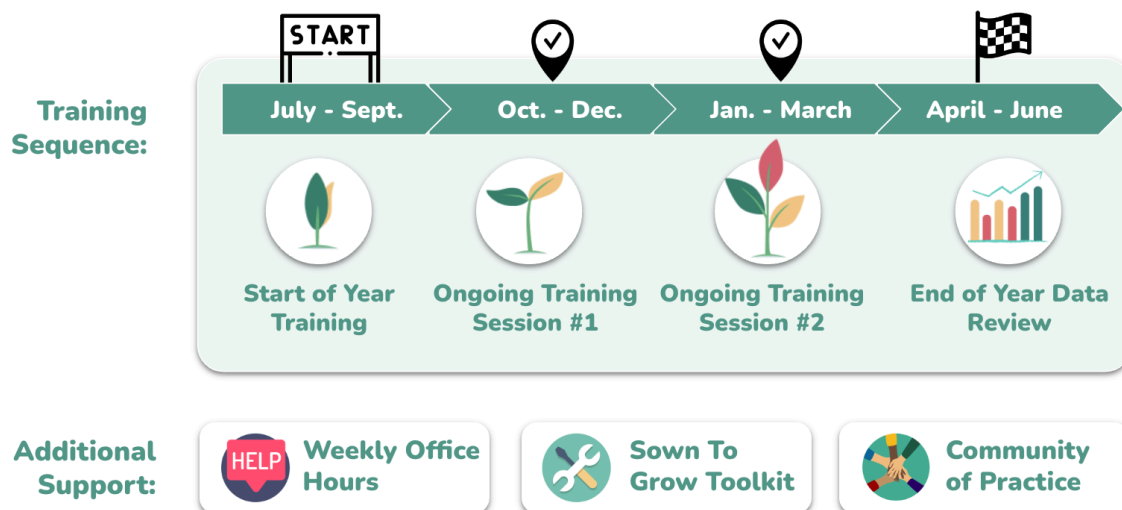 START
Training
Sequence:
July - Sept.
Oct. - Dec.
Jan. - March
April - June
Start of Year
Training
Ongoing Training
Session #1
Ongoing Training
Session #2
End of Year Data
Review
Additional
Support:
HELP
Weekly Office
Hours
Sown To
Grow Toolkit
Community
of Practice